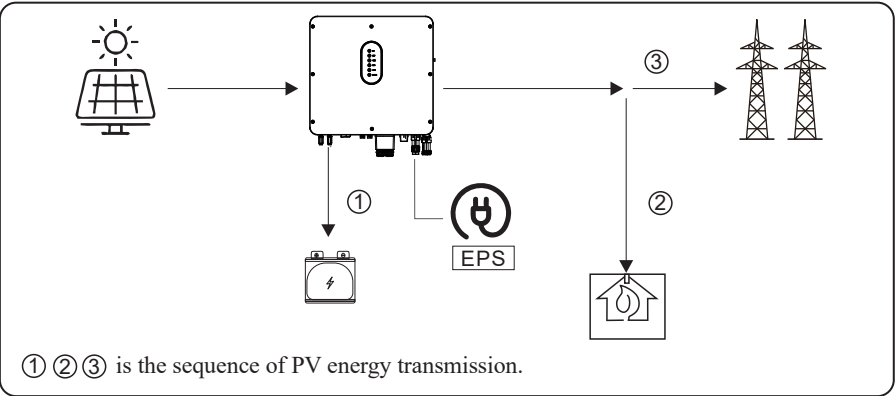 ③
①
②
EPS
① ② ③ is the sequence of PV energy transmission.